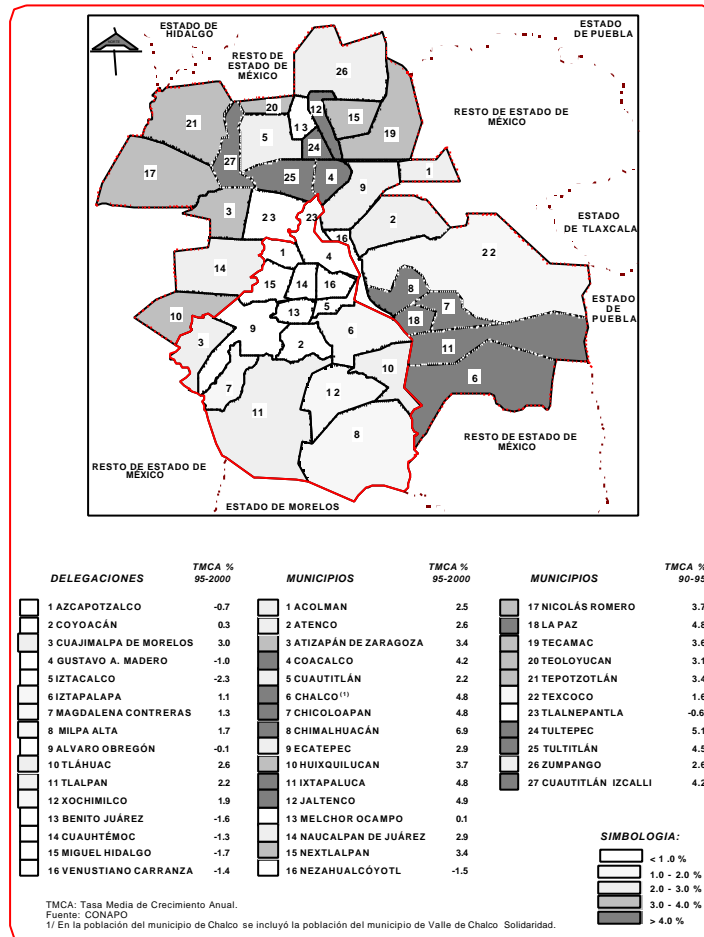 ESTADO DE
HIDALGO
ESTADO
DE PUEBLA
RESTO DE
ESTADO DE
MÉXICO
RESTO DE ESTADO DE
MÉXICO
ESTADO
DE TLAXCALA
ESTADO
DE
PUEBLA
RESTO DE ESTADO DE
MÉXICO
RESTO DE ESTADO DE
MÉXICO
ESTADO DE MORELOS
26
20
12
15
13
21
5
19
24
27
17
25
4
9
1
3
23
23
2
16
22
14
1
4
15
14
16
8
7
5
13
18
10
9
6
3
2
11
10
6
7
12
11
8
DELEGACIONES
TMCA %
95-2000
1 AZCAPOTZALCO -0.7
2 COYOACÁN 0.3
3 CUAJIMALPA DE MORELOS 3.0
4 GUSTAVO A. MADERO -1.0
5 IZTACALCO -2.3
6 IZTAPALAPA 1.1
7 MAGDALENA CONTRERAS 1.3
8 MILPA ALTA 1.7
9 ALVARO OBREGÓN -0.1
10 TLÁHUAC 2.6
11 TLALPAN 2.2
12 XOCHIMILCO 1.9
13 BENITO JUÁREZ -1.6
14 CUAUHTÉMOC -1.3
15 MIGUEL HIDALGO -1.7
16 VENUSTIANO CARRANZA -1.4
MUNICIPIOS
TMCA %
95-2000
1 ACOLMAN 2.5
2 ATENCO 2.6
3 ATIZAPÁN DE ZARAGOZA 3.4
4 COACALCO 4.2
5 CUAUTITLÁN 2.2
6 CHALCO (1) 4.8
7 CHICOLOAPAN 4.8
8 CHIMALHUACÁN 6.9
9 ECATEPEC 2.9
10 HUIXQUILUCAN 3.7
11 IXTAPALUCA 4.8
12 JALTENCO 4.9
13 MELCHOR OCAMPO 0.1
14 NAUCALPAN DE JUÁREZ 2.9
15 NEXTLALPAN 3.4
16 NEZAHUALCÓYOTL -1.5
MUNICIPIOS
TMCA %
90-95
17 NICOLÁS ROMERO 3.7
18 LA PAZ 4.8
19 TECAMAC 3.6
20 TEOLOYUCAN 3.1
21 TEPOTZOTLÁN 3.4
22 TEXCOCO 1.6
23 TLALNEPANTLA -0.6
24 TULTEPEC 5.1
25 TULTITLÁN 4.5
26 ZUMPANGO 2.6
27 CUAUTITLÁN IZCALLI 4.2
SIMBOLOGIA:
< 1.0 %
1.0 - 2.0 %
2.0 - 3.0 %
3.0 - 4.0 %
> 4.0 %
TMCA: Tasa Media de Crecimiento Anual.
Fuente: CONAPO
1/ En la población del municipio de Chalco se incluyó la población del municipio de Valle de Chalco Solidaridad.